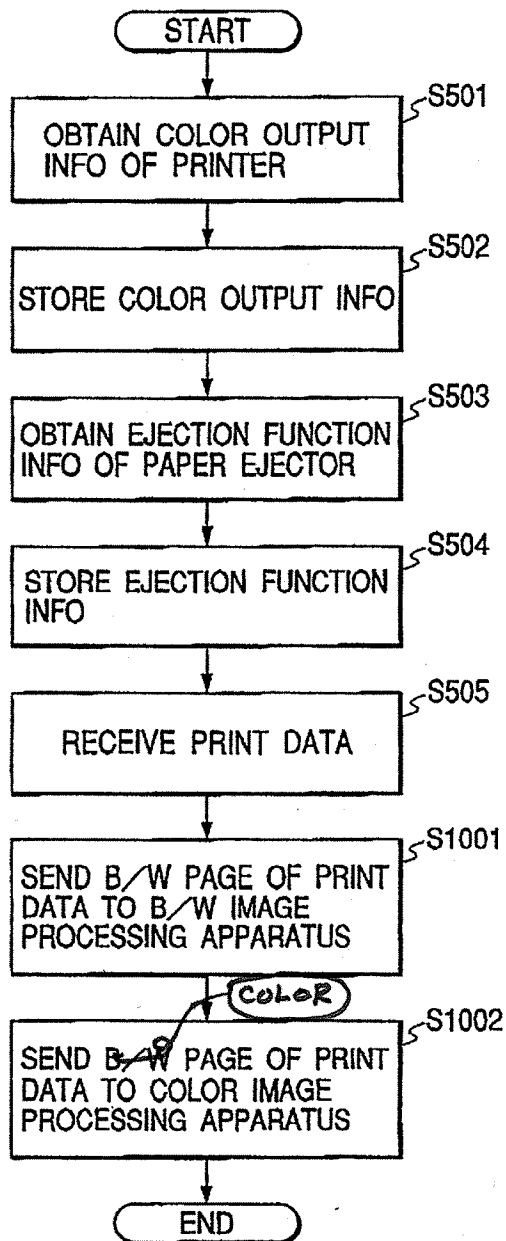 START
S501
OBTAIN COLOR OUTPUT
INFO OF PRINTER
S502
STORE COLOR OUTPUT INFO
S503
OBTAIN EJECTION FUNCTION
INFO OF PAPER EJECTOR
S504
STORE EJECTION FUNCTION
INFO
S505
RECEIVE PRINT DATA
S1001
SEND B/W PAGE OF PRINT
DATA TO B/W IMAGE
PROCESSING APPARATUS
COLOR
S1002
SEND B/W PAGE OF PRINT
DATA TO COLOR IMAGE
PROCESSING APPARATUS
END